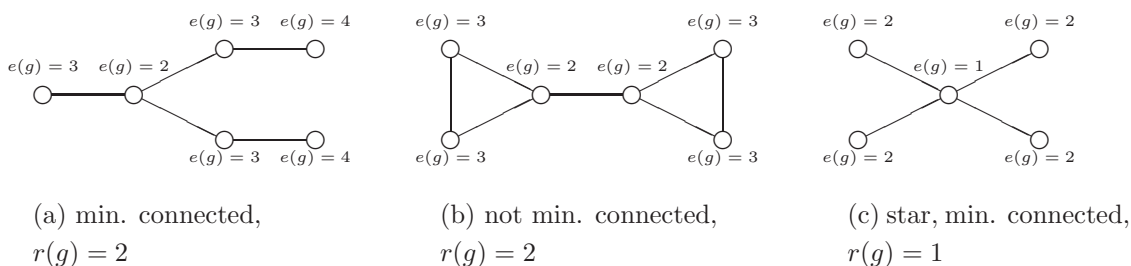 e(g) = 3 e(g) = 4
e(g) = 3 e(g) = 2
e(g) = 3 e(g) = 4
(a) min. connected,
r(g) = 2
e(g) = 3 e(g) = 3
e(g) = 2 e(g) = 2
e(g) = 3 e(g) = 3
(b) not min. connected,
r(g) = 2
e(g) = 2 e(g) = 2
e(g) = 1
e(g) = 2 e(g) = 2
(c) star, min. connected,
r(g) = 1